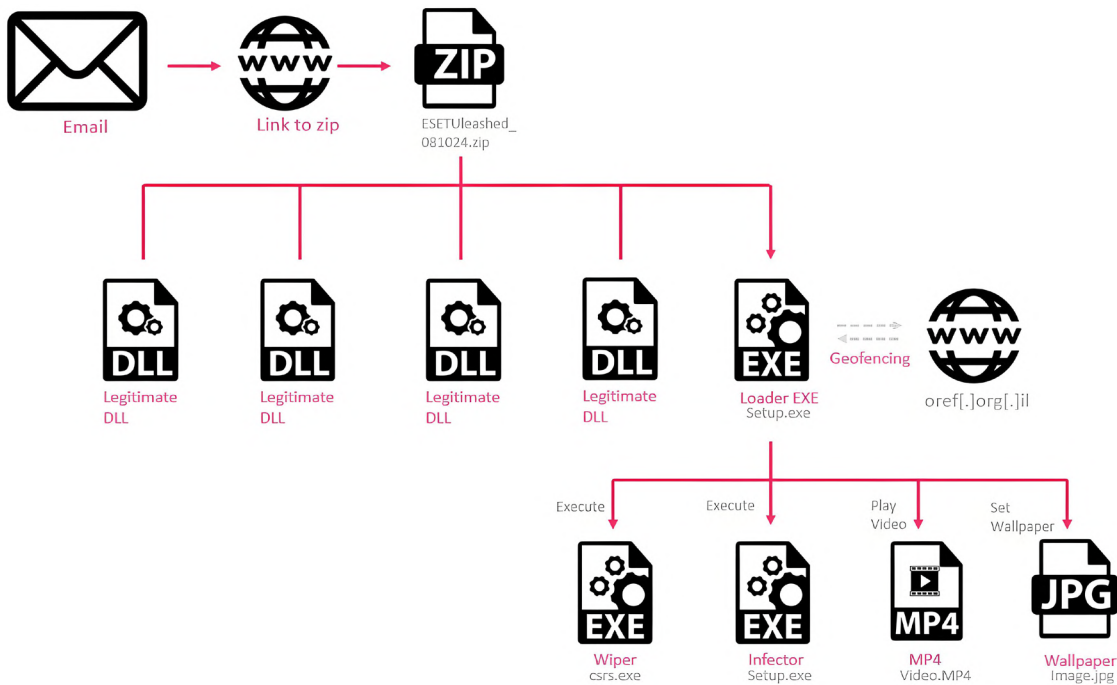 WWW
ZIP
Email
Link to zip
ESETUleashed_
081024.zip
DLL
DLL
DLL
DLL
EXE
WWW
Geofencing
Legitimate
DLL
Legitimate
DLL
Legitimate
DLL
Legitimate
DLL
Loader EXE
Setup.exe
oref[.]org[.]il
Execute
Execute
Play
Video
Set
Wallpaper
EXE
EXE
MP4
JPG
Wiper
csrs.exe
Infector
Setup.exe
MP4
Video.MP4
Wallpaper
Image.jpg